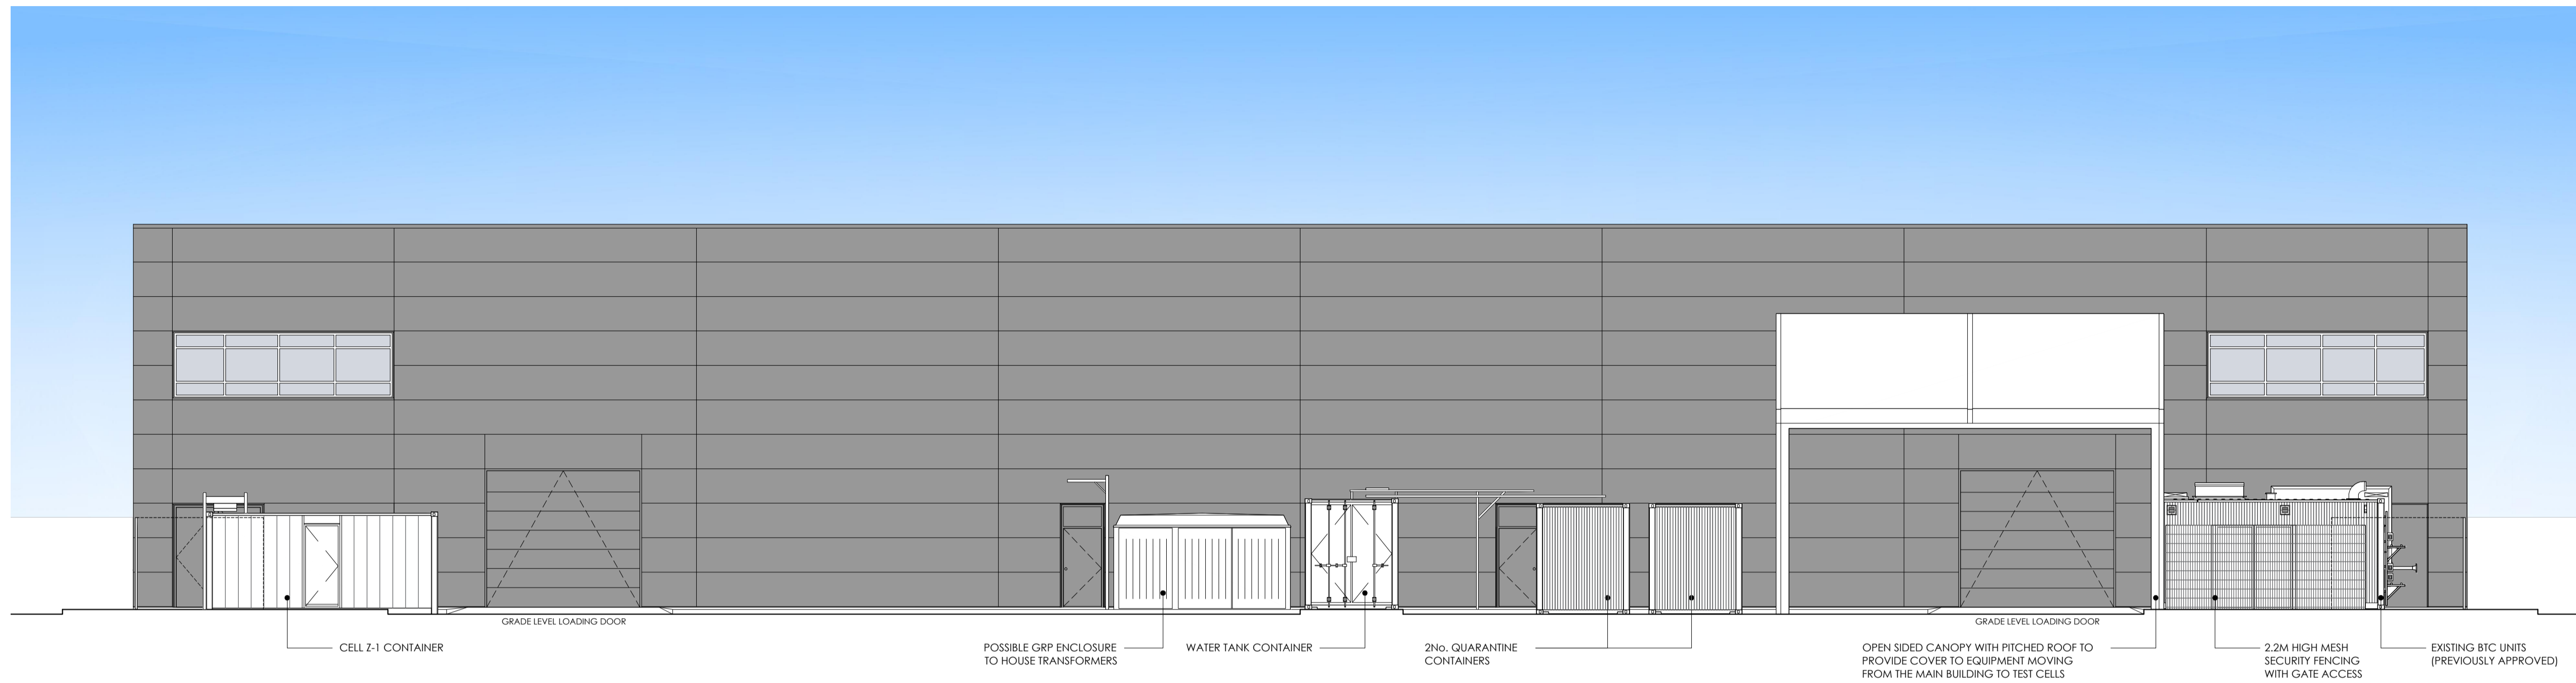 GRADE LEVEL LOADING DOOR
GRADE LEVEL LOADING DOOR
CELL Z-1 CONTAINER
POSSIBLE GRP ENCLOSURE
TO HOUSE TRANSFORMERS
WATER TANK CONTAINER
2No. QUARANTINE
CONTAINERS
OPEN SIDED CANOPY WITH PITCHED ROOF TO
PROVIDE COVER TO EQUIPMENT MOVING
FROM THE MAIN BUILDING TO TEST CELLS
2.2M HIGH MESH
SECURITY FENCING
WITH GATE ACCESS
EXISTING BTC UNITS
(PREVIOUSLY APPROVED)